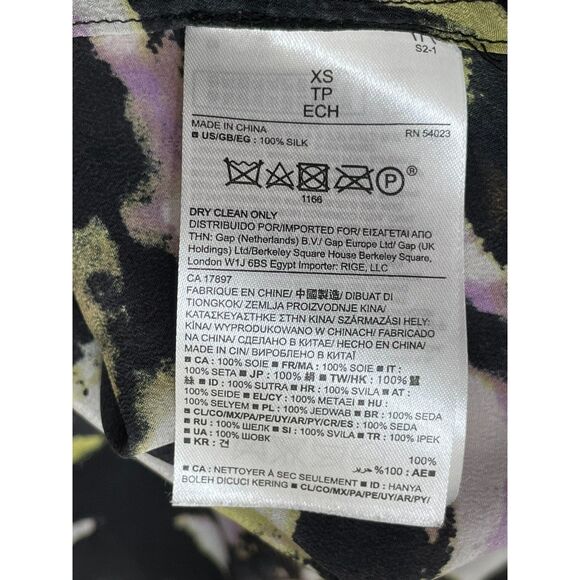 S2-1
XS
TP
ECH
MADE IN CHINA
RN 54023
■ US/GB/EG : 100% SILK
P
1166
DRY CLEAN ONLY
DISTRIBUIDO POR/IMPORTED FOR/ ΕΙΣΑΓΕΤΑΙ ΑΠΟ
ΤΗΝ: Gap (Netherlands) B.V./ Gap Europe Ltd/ Gap (UK
Holdings) Ltd/Berkeley Square House Berkeley Square,
London W1J 6BS Egypt Importer: RIGE, LLC
CA 17897
FABRIQUE EN CHINE/ 中國製造/ DIBUAT DI
TIONGKOK/ ZEMLJA PROIZVODNJE KINA/
ΚΑΤΑΣΚΕΥΑΣΤΗΚΕ ΣΤΗΝ ΚΙΝΑ/ SZÁRMAZÁSI HELY:
KÍNA/ WYPRODUKOWANO W CHINACH/ FABRICADO
NA CHINA/ СДЕЛАНО В КИТАЕ/ HECHO EN CHINA/
MADE IN CIN/ ВИРОБЛЕНО В КИТАЇ
■ CA : 100% SOIE ■ FR/MA : 100% SOIE ■ IT :
100% SETA ■ JP : 100% 絹 ■ TW/HK : 100% 蠶
絲 ■ ID : 100% SUTRA ■ HR : 100% SVILA ■ AT :
100% SEIDE ■ EL/CY : 100% ΜΕΤΑΞΙ ■ HU :
100% SELYEM ■ PL : 100% JEDWAB ■ BR : 100% SEDA
■ CL/CO/MX/PA/PE/UY/AR/PY/CR/ES : 100% SEDA
■ RU : 100% ШЕЛК ■ SI : 100% SVILA ■ TR : 100% IPEK
■ UA : 100% ШОВК
■ KR : 견 100%
■ AE : 100% حرير
■ CA : NETTOYER À SEC SEULEMENT ■ ID : HANYA
BOLEH DICUCI KERING ■ CL/CO/MX/PA/PE/UY/AR/PY/